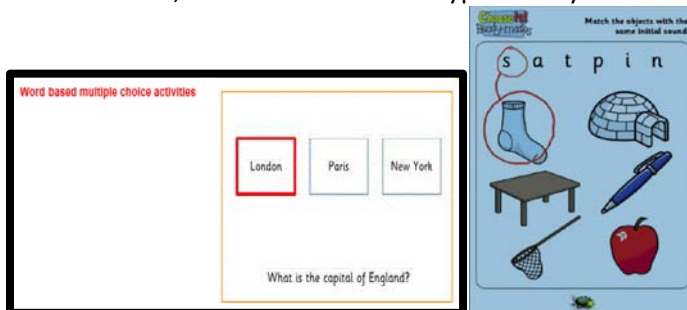 Word based multiple choice activities
London
Paris
New York
What is the capital of England?
Match the objects with the
same initial sound
s a t p i n